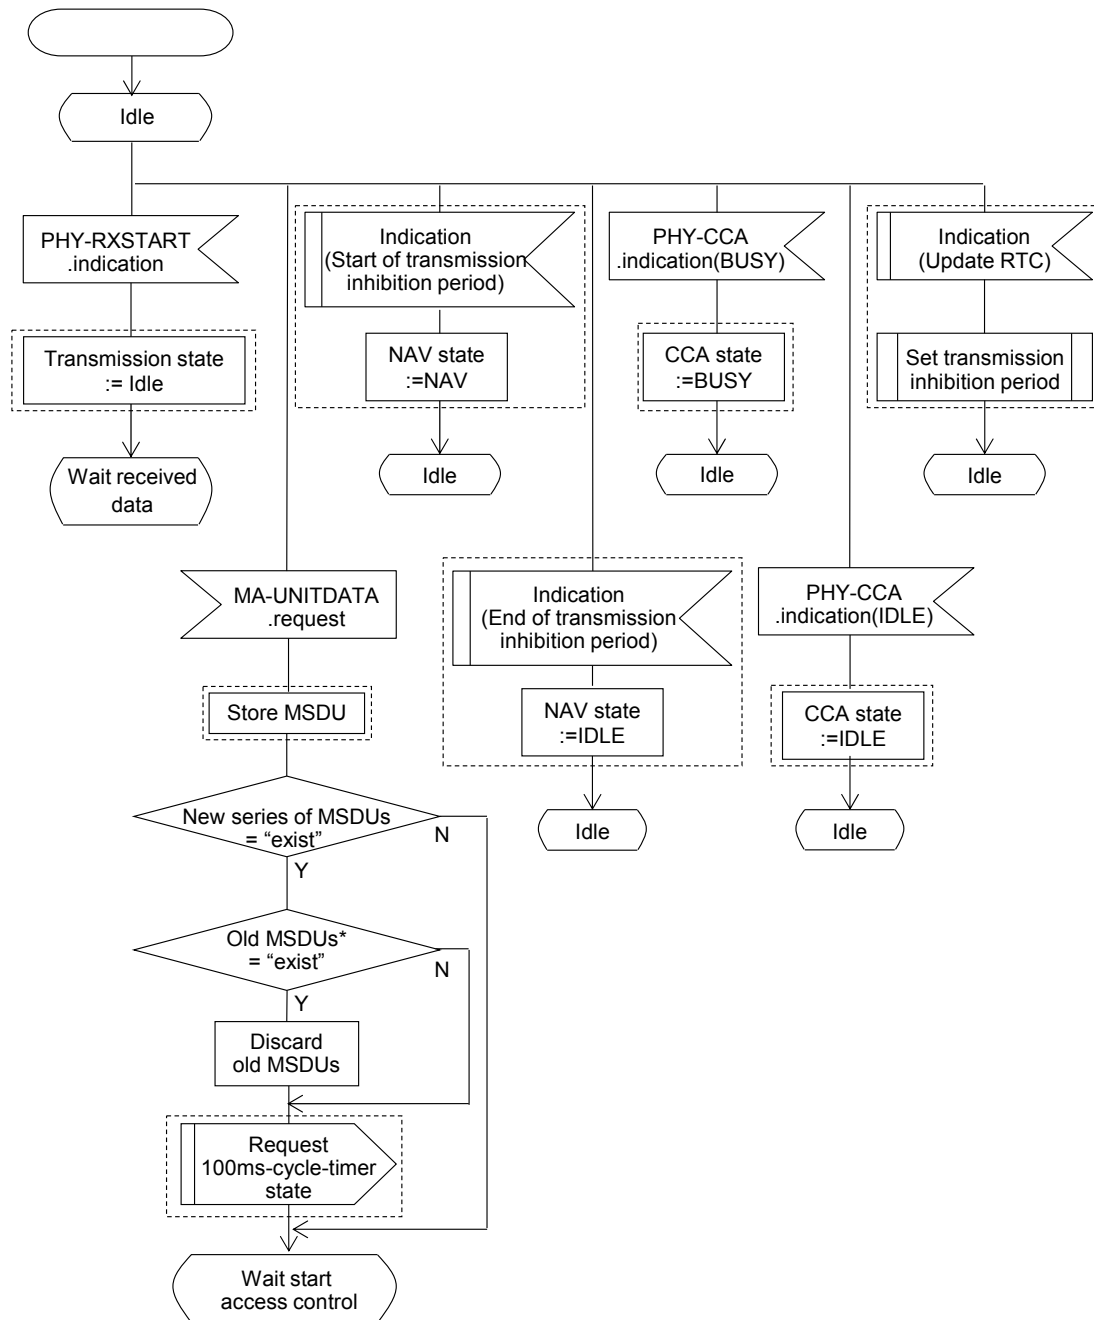 Idle
PHY-RXSTART
.indication
Transmission state
:= Idle
Wait received
data
Indication
(Start of transmission
inhibition period)
NAV state
:=NAV
Idle
PHY-CCA
.indication(BUSY)
CCA state
:=BUSY
Idle
Indication
(Update RTC)
Set transmission
inhibition period
Idle
MA-UNITDATA
.request
Store MSDU
New series of MSDUs
= “exist”
N
Y
Old MSDUs*
= “exist”
N
Y
Discard
old MSDUs
Request
100ms-cycle-timer
state
Wait start
access control
Indication
(End of transmission
inhibition period)
NAV state
:=IDLE
Idle
PHY-CCA
.indication(IDLE)
CCA state
:=IDLE
Idle